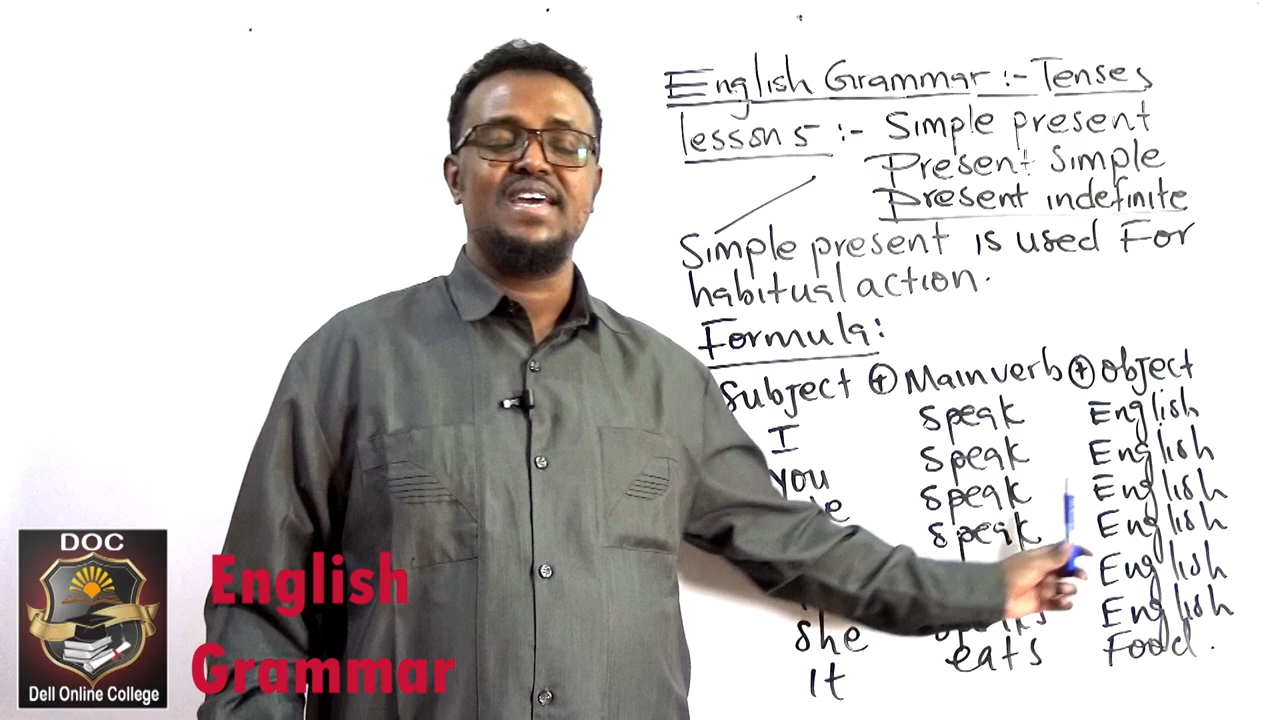 English Grammar :- Tenses
lesson 5 :- Simple present
Present Simple
Present indefinite
Simple present is used For
habitual action.
Formula:
Subject + Main verb + object
I speak English
you speak English
speak English
speak English
English
she English
It eats Food.
DOC
Dell Online College
English
Grammar